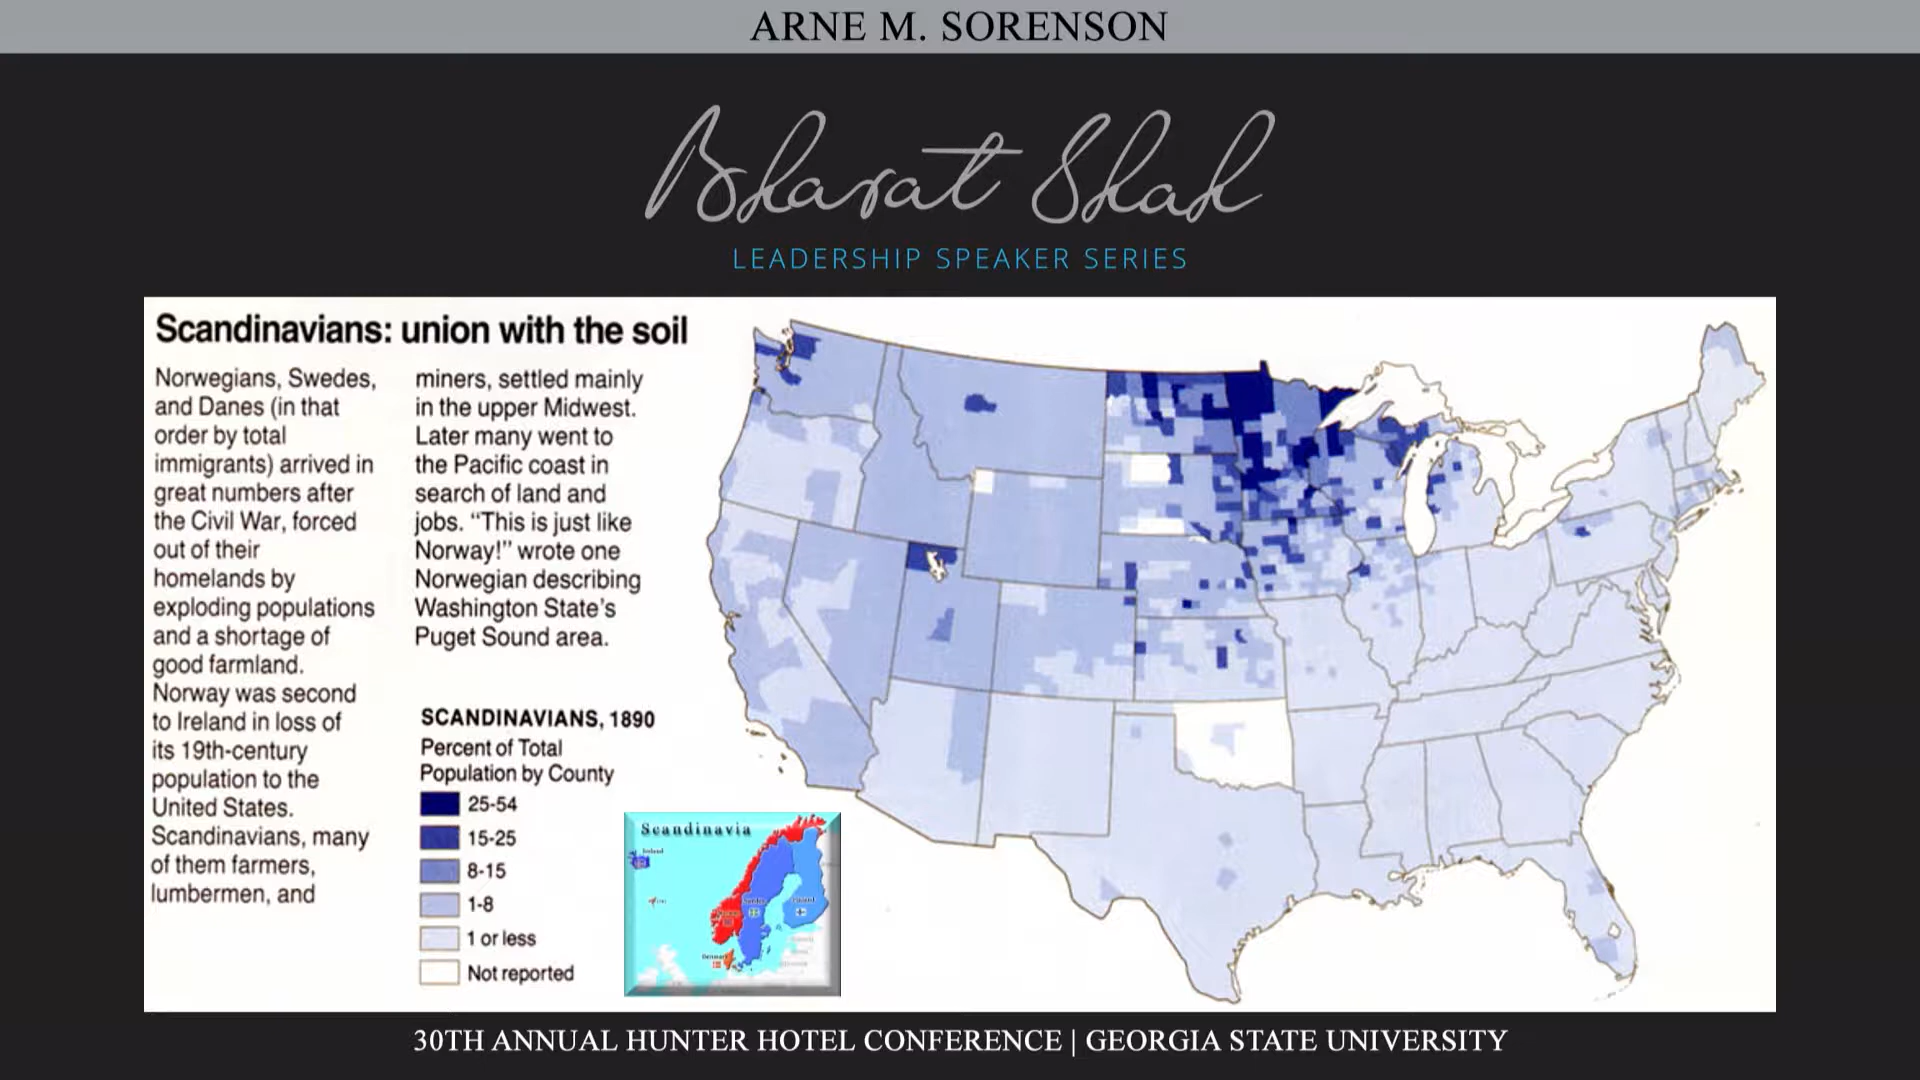 ARNE M. SORENSON
Bharat Shah
LEADERSHIP SPEAKER SERIES
Scandinavians: union with the soil
Norwegians, Swedes,
and Danes (in that
order by total
immigrants) arrived in
great numbers after
the Civil War, forced
out of their
homelands by
exploding populations
and a shortage of
good farmland.
Norway was second
to Ireland in loss of
its 19th-century
population to the
United States.
Scandinavians, many
of them farmers,
lumbermen, and
miners, settled mainly
in the upper Midwest.
Later many went to
the Pacific coast in
search of land and
jobs. “This is just like
Norway!” wrote one
Norwegian describing
Washington State’s
Puget Sound area.
SCANDINAVIANS, 1890
Percent of Total
Population by County
25-54
15-25
8-15
1-8
1 or less
Not reported
Scandinavia
30TH ANNUAL HUNTER HOTEL CONFERENCE | GEORGIA STATE UNIVERSITY